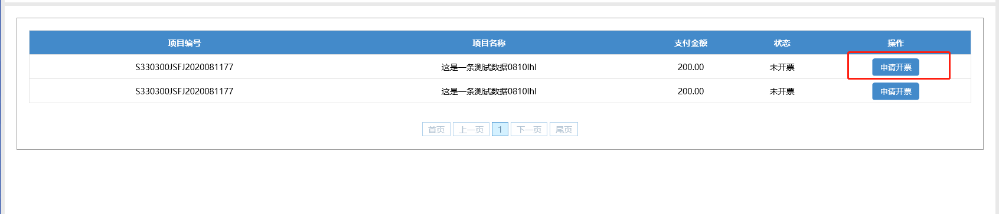 项目编号 项目名称 支付金额 状态 操作
S330300JSFJ2020081177 这是一条测试数据0810lhl 200.00 未开票 申请开票
S330300JSFJ2020081177 这是一条测试数据0810lhl 200.00 未开票 申请开票
首页 上一页 1 下一页 尾页